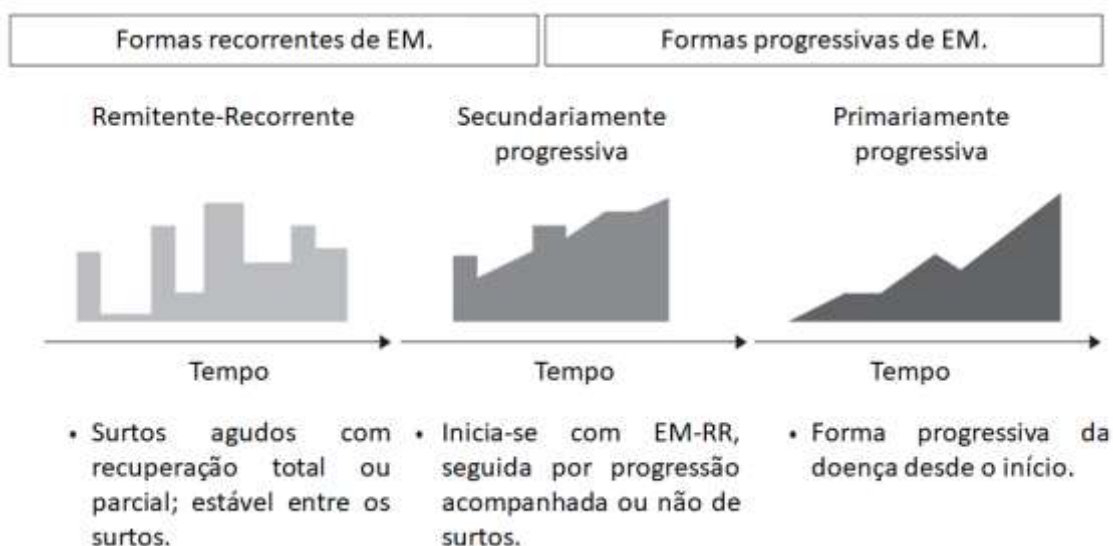 Formas recorrentes de EM.
Formas progressivas de EM.
Remitente-Recorrente
Secundariamente
progressiva
Primariamente
progressiva
Tempo
Tempo
Tempo
• Surtos agudos com
recuperação total ou
parcial; estável entre os
surtos.
• Inicia-se com EM-RR,
seguida por progressão
acompanhada ou não de
surtos.
• Forma progressiva da
doença desde o início.